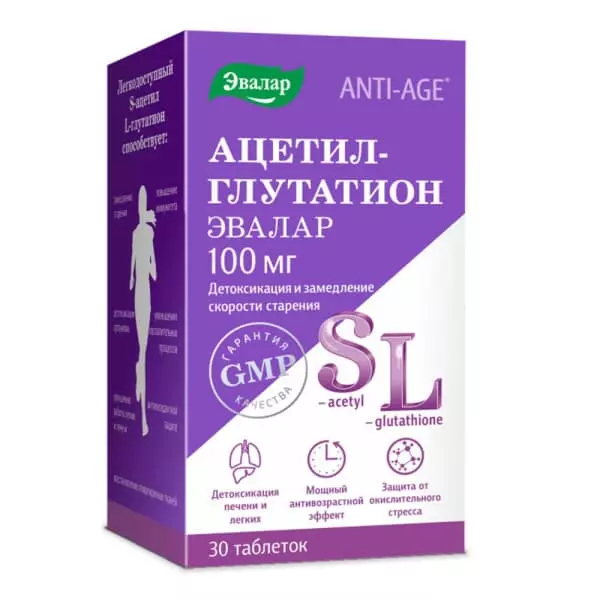 Легкодоступный
S-ацетил
L-глутатион
способствует:
Эвалар
ANTI-AGE®
АЦЕТИЛ-
ГЛУТАТИОН
ЭВАЛАР
100 мг
Детоксикация и замедление
скорости старения
ГАРАНТИЯ
GMP
КАЧЕСТВА
S
– acetyl
L
– glutathione
Детоксикация
печени и
легких
Мощный
антивозрастной
эффект
Защита от
окислительного
стресса
30 таблеток